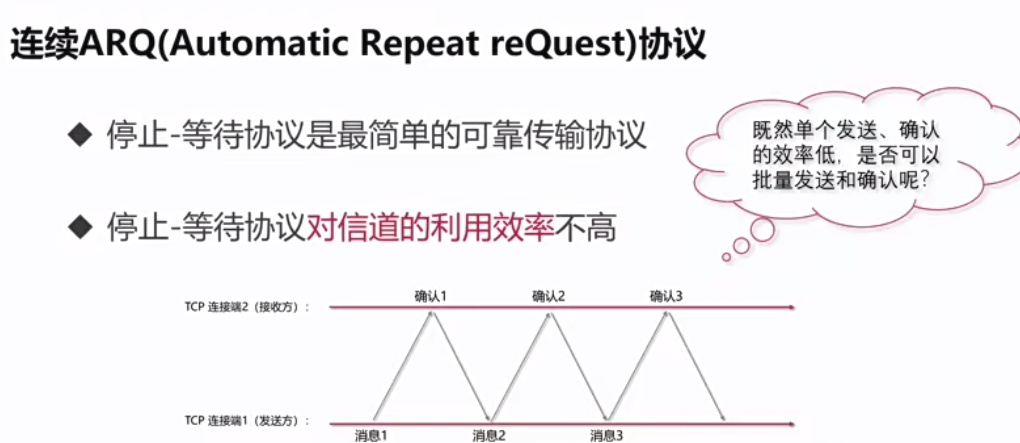 连续ARQ(Automatic Repeat reQuest)协议
◆ 停止-等待协议是最简单的可靠传输协议
◆ 停止-等待协议对信道的利用效率不高
既然单个发送、确认
的效率低，是否可以
批量发送和确认呢？
确认1 确认2 确认3
TCP 连接端2（接收方）：
TCP 连接端1（发送方）：
消息1 消息2 消息3